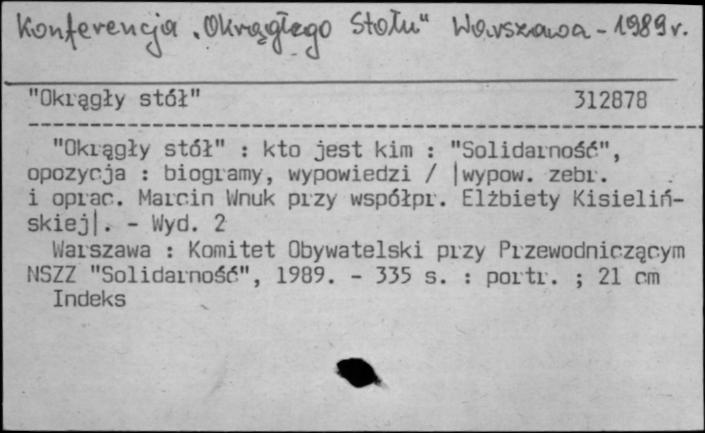 Konferencja "Okrągłego Stołu" Warszawa - 1989 r.
"Okrągły stół" 312878
"Okrągły stół" : kto jest kim : "Solidarność",
opozycja : biogramy, wypowiedzi / |wypow. zebr.
i oprac. Marcin Wnuk przy współpr. Elżbiety Kisieliń-
skiej|. - Wyd. 2
Warszawa : Komitet Obywatelski przy Przewodniczącym
NSZZ "Solidarność", 1989. - 335 s. : portr. ; 21 cm
Indeks